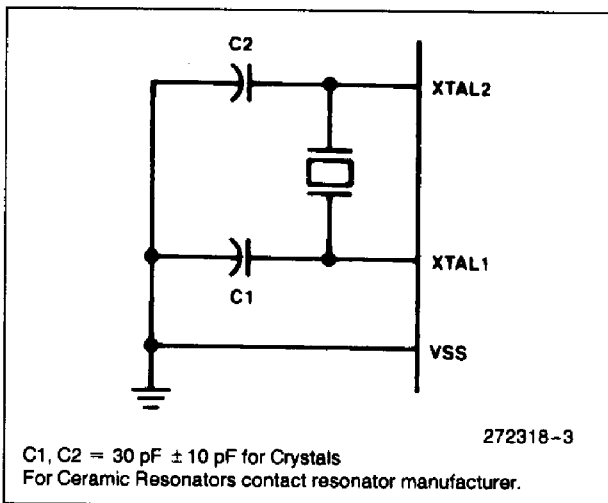 C2
XTAL2
XTAL1
C1
VSS
272318-3
C1, C2 = 30 pF ± 10 pF for Crystals
For Ceramic Resonators contact resonator manufacturer.